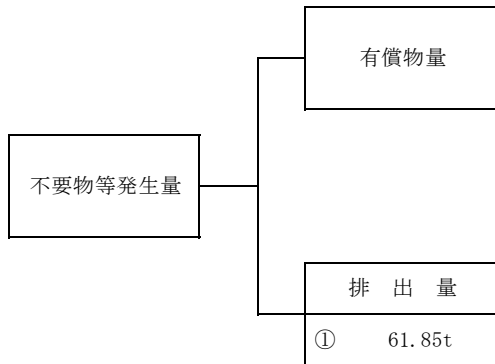 有償物量
不要物等発生量
排 出 量
① 61.85t